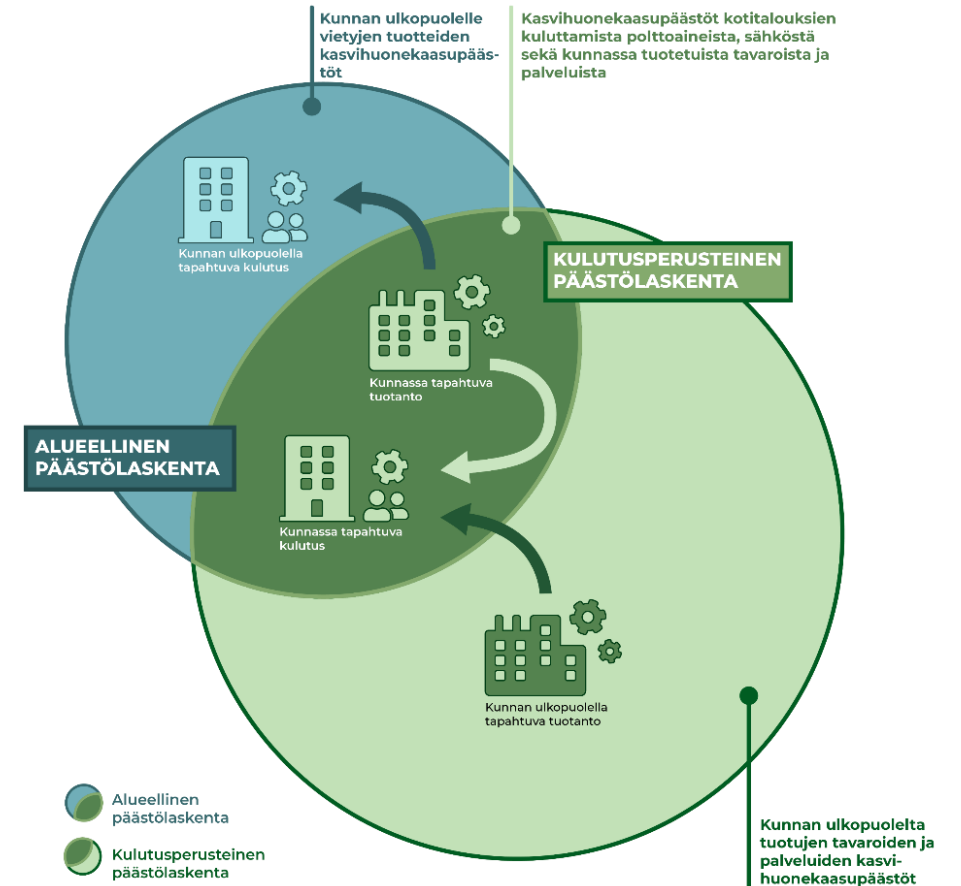 Kunnan ulkopuolelle
vietyjen tuotteiden
kasvihuonekaasupääs-
töt
Kasvihuonekaasupäästöt kotitalouksien
kuluttamista polttoaineista, sähköstä
sekä kunnassa tuotetuista tavaroista ja
palveluista
Kunnan ulkopuolella
tapahtuva kulutus
KULUTUSPERUSTEINEN
PÄÄSTÖLASKENTA
Kunnassa tapahtuva
tuotanto
ALUEELLINEN
PÄÄSTÖLASKENTA
Kunnassa tapahtuva
kulutus
Kunnan ulkopuolella
tapahtuva tuotanto
Alueellinen
päästölaskenta
Kulutusperusteinen
päästölaskenta
Kunnan ulkopuolelta
tuotujen tavaroiden ja
palveluiden kasvi-
huonekaasupäästöt